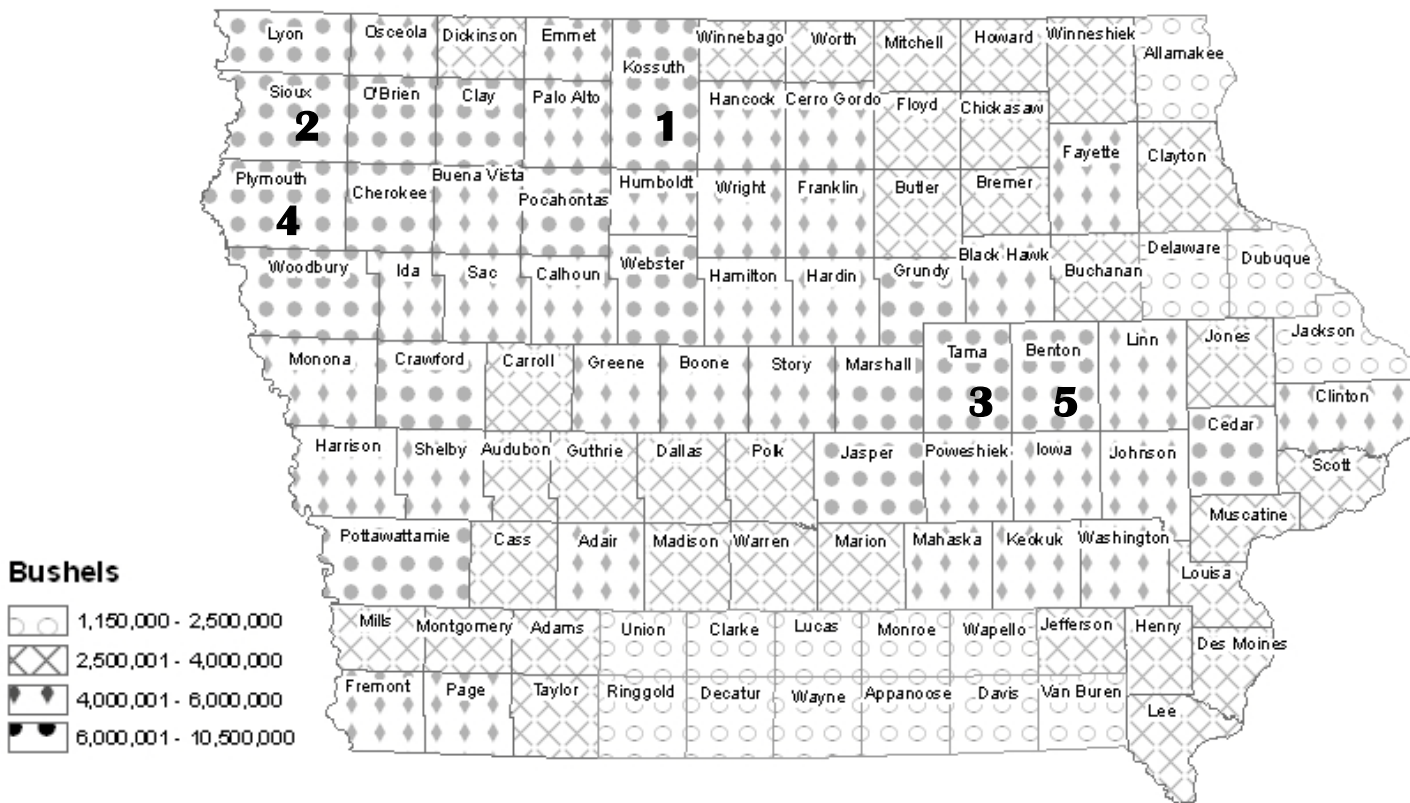 Lyon Osceola Dickinson Emmet Kossuth Winnebago Worth Mitchell Howard Winneshiek Allamakee
Sioux O'Brien Clay Palo Alto Hancock Cerro Gordo Floyd Chickasaw
2 1
Fayette Clayton
Plymouth Cherokee Buena Vista Pocahontas Humboldt Wright Franklin Butler Bremer
4
Woodbury Ida Sac Calhoun Webster Hamilton Hardin Grundy Black Hawk Buchanan Delaware Dubuque
Monona Crawford Carroll Greene Boone Story Marshall Tama Benton Linn Jones Jackson
3 5
Clinton
Harrison Shelby Audubon Guthrie Dallas Polk Jasper Poweshiek Iowa Johnson Cedar Scott
Pottawattamie Cass Adair Madison Warren Marion Mahaska Keokuk Washington Muscatine
Louisa
Mills Montgomery Adams Union Clarke Lucas Monroe Wapello Jefferson Henry Des Moines
Fremont Page Taylor Ringgold Decatur Wayne Appanoose Davis Van Buren Lee
Bushels
1,150,000 - 2,500,000
2,500,001 - 4,000,000
4,000,001 - 6,000,000
6,000,001 - 10,500,000